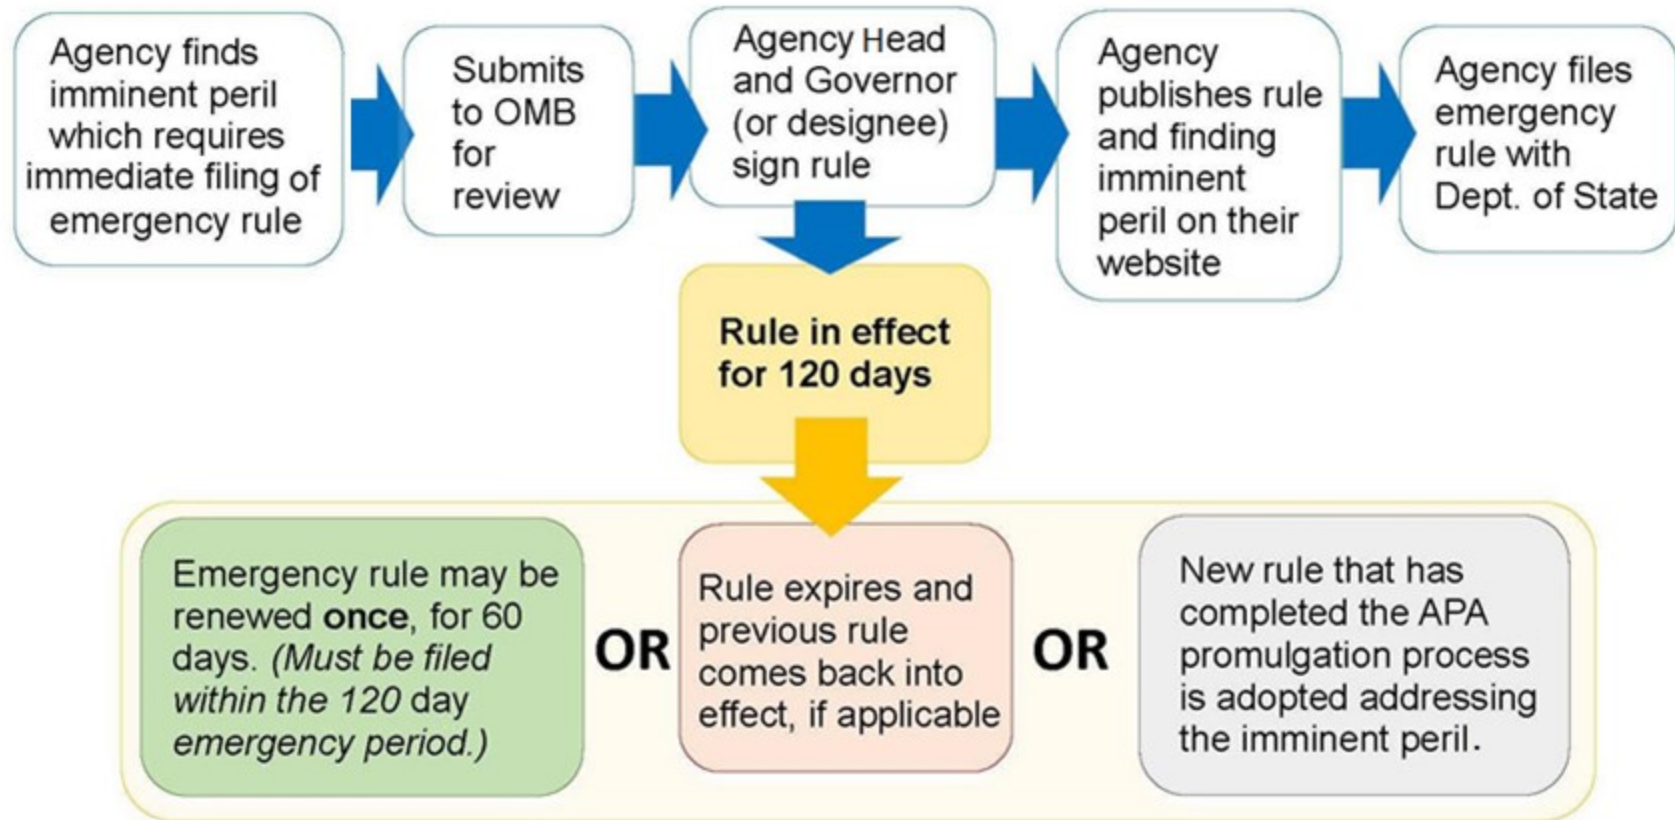 Agency finds
imminent peril
which requires
immediate filing of
emergency rule
Submits
to OMB
for
review
Agency Head
and Governor
(or designee)
sign rule
Agency
publishes rule
and finding
imminent
peril on their
website
Agency files
emergency
rule with
Dept. of State
Rule in effect
for 120 days
Emergency rule may be
renewed once, for 60
days. (Must be filed
within the 120 day
emergency period.)
OR
Rule expires and
previous rule
comes back into
effect, if applicable
OR
New rule that has
completed the APA
promulgation process
is adopted addressing
the imminent peril.